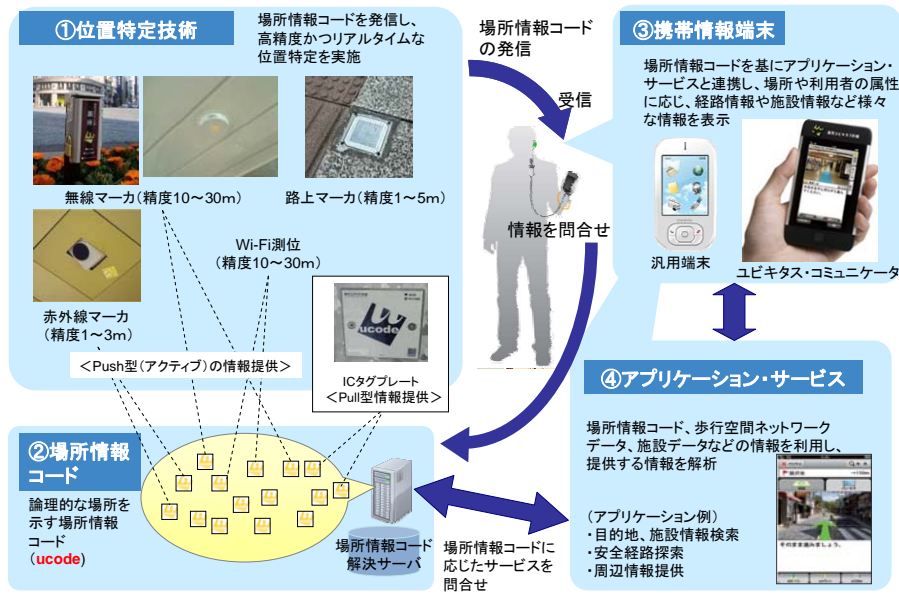 ①位置特定技術
場所情報コードを発信し、
高精度かつリアルタイムな
位置特定を実施
無線マーカ(精度10～30m)
路上マーカ(精度1～5m)
Wi-Fi測位
(精度10～30m)
赤外線マーカ
(精度1～3m)
＜Push型(アクティブ)の情報提供＞
ucode
ICタグプレート
＜Pull型情報提供＞
場所情報コード
の発信
受信
情報を問合せ
③携帯情報端末
場所情報コードを基にアプリケーション・
サービスと連携し、場所や利用者の属性
に応じ、経路情報や施設情報など様々
な情報を表示
汎用端末
ユビキタス・コミュニケータ
②場所情報
コード
論理的な場所を
示す場所情報
コード
(ucode)
場所情報コード
解決サーバ
場所情報コードに
応じたサービスを
問合せ
④アプリケーション・サービス
場所情報コード、歩行空間ネットワーク
データ、施設データなどの情報を利用し、
提供する情報を解析
(アプリケーション例)
・目的地、施設情報検索
・安全経路探索
・周辺情報提供
そのまま進みましょう。